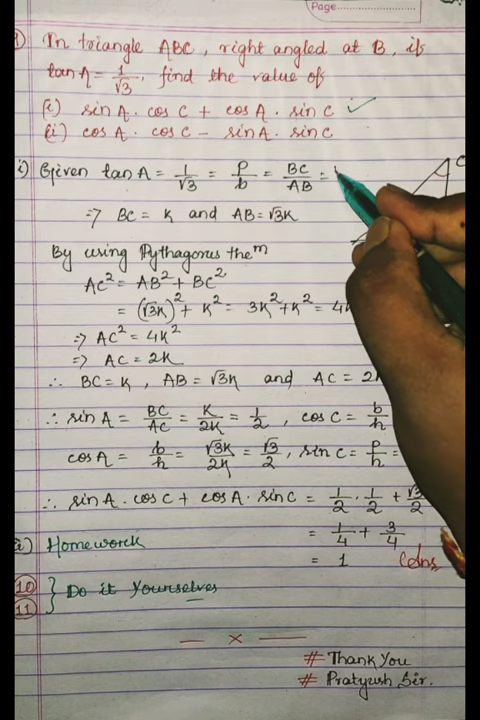 Page
9) In triangle ABC, right angled at B, if
tan A = 1/√3, find the value of
(i) sin A . cos C + cos A . sin C ✓
(ii) cos A . cos C - sin A . sin C
i) Given tan A = 1/√3 = P/b = BC/AB =
C
=> BC = K and AB = √3K
By using Pythagorus the^m
AC² = AB² + BC²
= (√3K)² + K² = 3K² + K² = 4K
=> AC² = 4K²
=> AC = 2K
∴ BC = K, AB = √3K and AC = 2
∴ sin A = BC/AC = K/2K = 1/2, cos C = b/h
cos A = b/h = √3K/2K = √3/2, sin C = P/h =
∴ sin A . cos C + cos A . sin C = 1/2 . 1/2 + √3/2
= 1/4 + 3/4
= 1 Ans
ii) Homework
10
11 } Do it Yourselves
— x —
# Thank You
# Pratyush Sir.